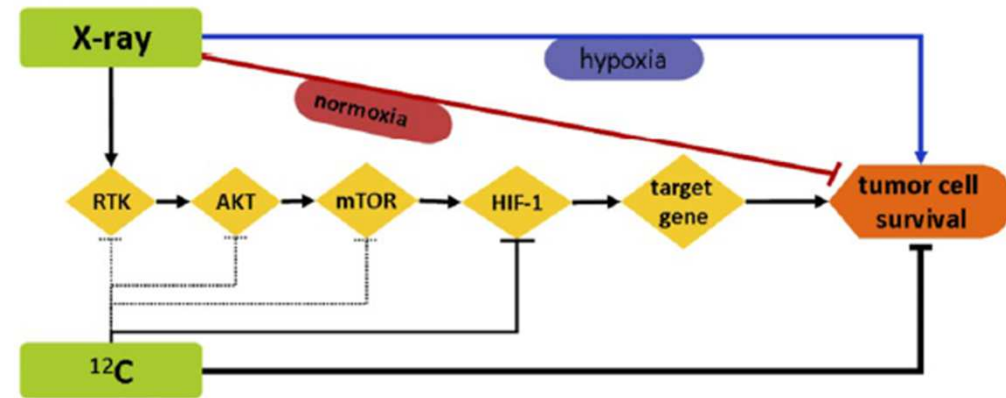 X-ray
hypoxia
normoxia
RTK
AKT
mTOR
HIF-1
target
gene
tumor cell
survival
¹²C